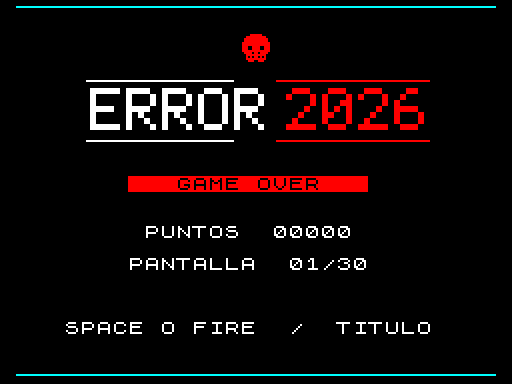 ERROR 2026
GAME OVER
PUNTOS 00000
PANTALLA 01/30
SPACE O FIRE / TITULO